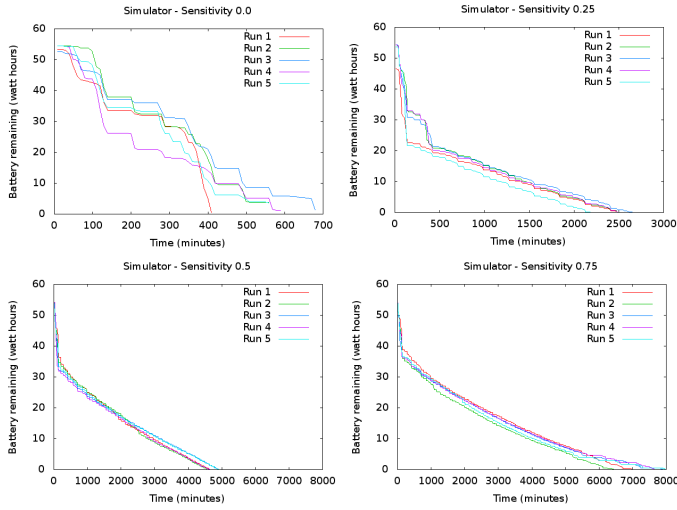 Simulator - Sensitivity 0.0
Battery remaining (watt hours)
60
50
40
30
20
10
0
0 100 200 300 400 500 600 700
Time (minutes)
Run 1
Run 2
Run 3
Run 4
Run 5
Simulator - Sensitivity 0.25
Battery remaining (watt hours)
60
50
40
30
20
10
0
0 500 1000 1500 2000 2500 3000
Time (minutes)
Run 1
Run 2
Run 3
Run 4
Run 5
Simulator - Sensitivity 0.5
Battery remaining (watt hours)
60
50
40
30
20
10
0
0 1000 2000 3000 4000 5000 6000 7000 8000
Time (minutes)
Run 1
Run 2
Run 3
Run 4
Run 5
Simulator - Sensitivity 0.75
Battery remaining (watt hours)
60
50
40
30
20
10
0
0 1000 2000 3000 4000 5000 6000 7000 8000
Time (minutes)
Run 1
Run 2
Run 3
Run 4
Run 5